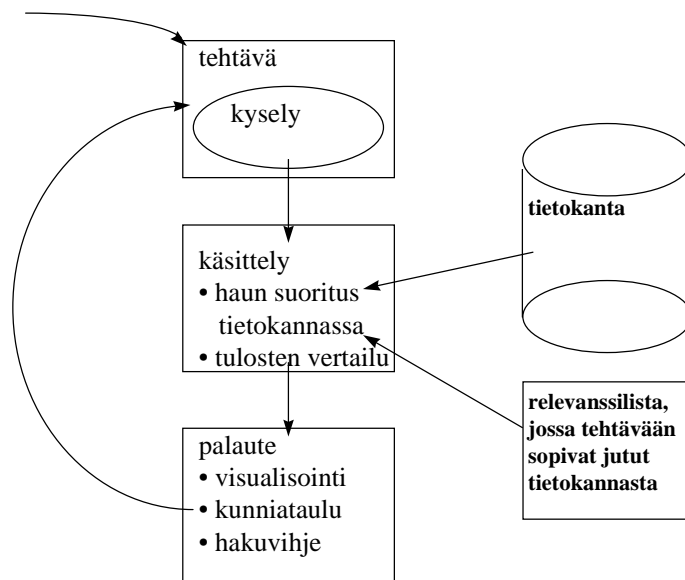 tehtävä
kysely
käsittely
• haun suoritus
tietokannassa
• tulosten vertailu
palaute
• visualisointi
• kunniataulu
• hakuvihje
tietokanta
relevanssilista,
jossa tehtävään
sopivat jutut
tietokannasta